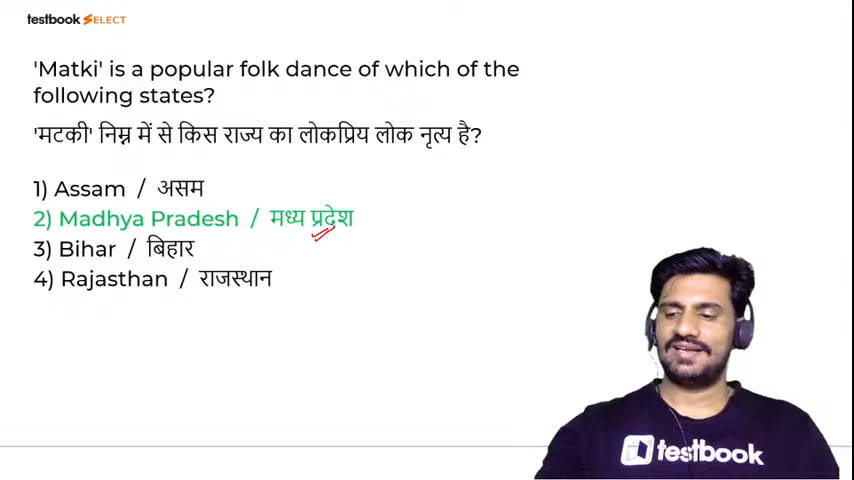 testbook SELECT
'Matki' is a popular folk dance of which of the
following states?
'मटकी' निम्न में से किस राज्य का लोकप्रिय लोक नृत्य है?
1) Assam / असम
2) Madhya Pradesh / मध्य प्रदेश
3) Bihar / बिहार
4) Rajasthan / राजस्थान
testbook